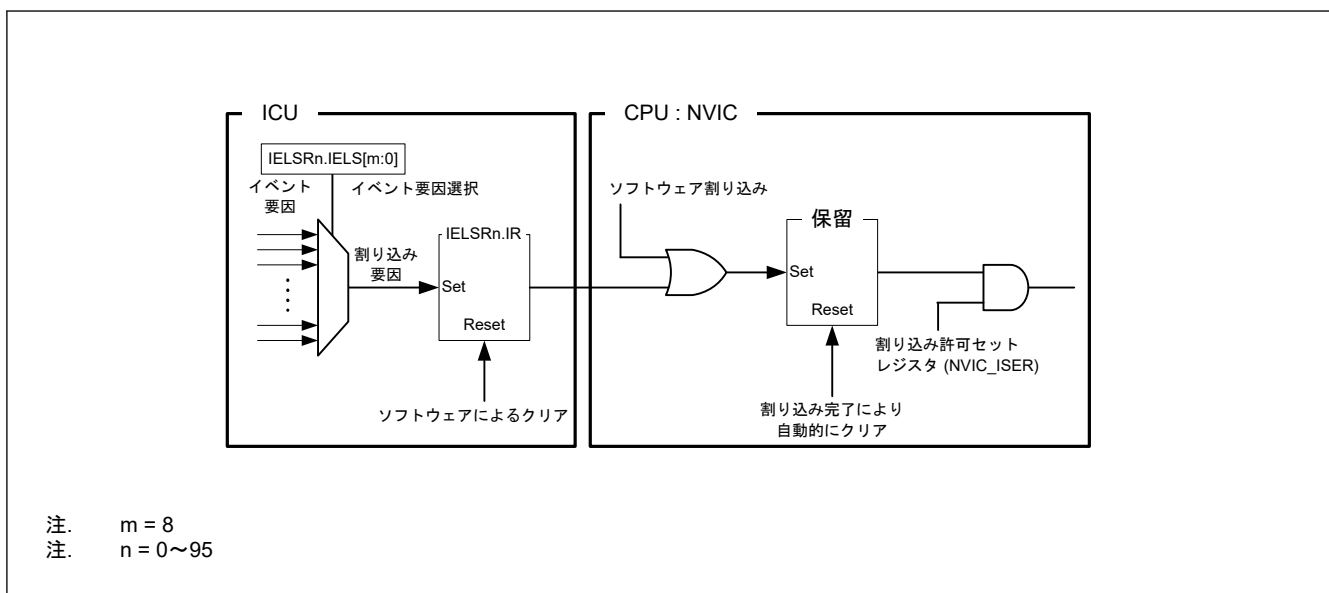 ICU
CPU : NVIC
IELSRn.IELS[m:0]
イベント
要因
イベント要因選択
割り込み
要因
IELSRn.IR
Set
Reset
ソフトウェアによるクリア
ソフトウェア割り込み
保留
Set
Reset
割り込み許可セット
レジスタ (NVIC_ISER)
割り込み完了により
自動的にクリア
注. m = 8
注. n = 0～95